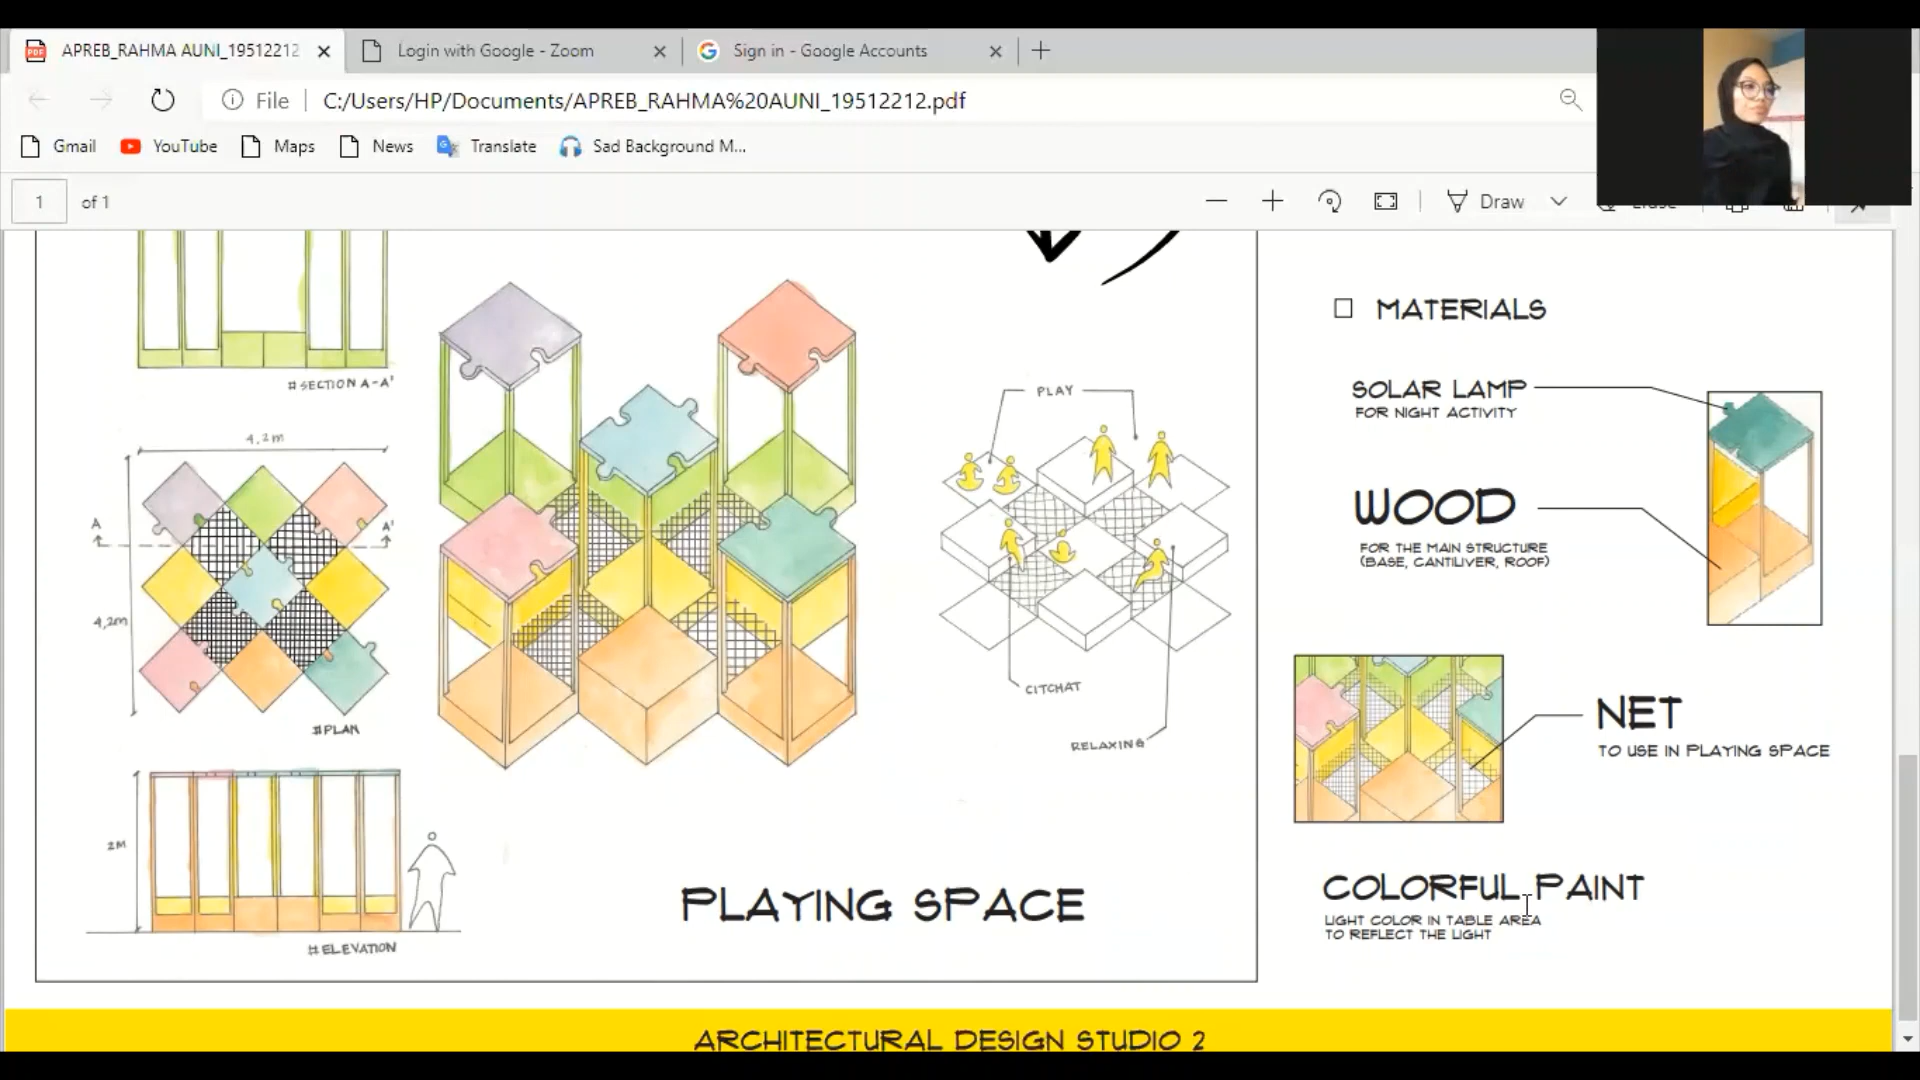 APREB_RAHMA AUNI_19512212
Login with Google - Zoom
Sign in - Google Accounts
File
C:/Users/HP/Documents/APREB_RAHMA%20AUNI_19512212.pdf
Gmail
YouTube
Maps
News
Translate
Sad Background M...
1
of 1
Draw
#SECTION A-A'
4,2m
A
A'
4,2m
#PLAN
2M
#ELEVATION
PLAY
CITCHAT
RELAXING
PLAYING SPACE
MATERIALS
SOLAR LAMP
FOR NIGHT ACTIVITY
WOOD
FOR THE MAIN STRUCTURE
(BASE, CANTILIVER, ROOF)
NET
TO USE IN PLAYING SPACE
COLORFUL PAINT
LIGHT COLOR IN TABLE AREA
TO REFLECT THE LIGHT
ARCHITECTURAL DESIGN STUDIO 2